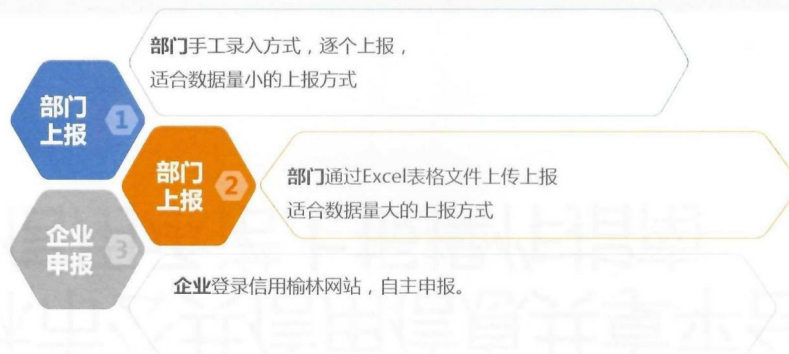 部门手工录入方式，逐个上报，
适合数据量小的上报方式
部门
上报
1
部门
上报
2
部门通过Excel表格文件上传上报
适合数据量大的上报方式
企业
申报
3
企业登录信用榆林网站，自主申报。